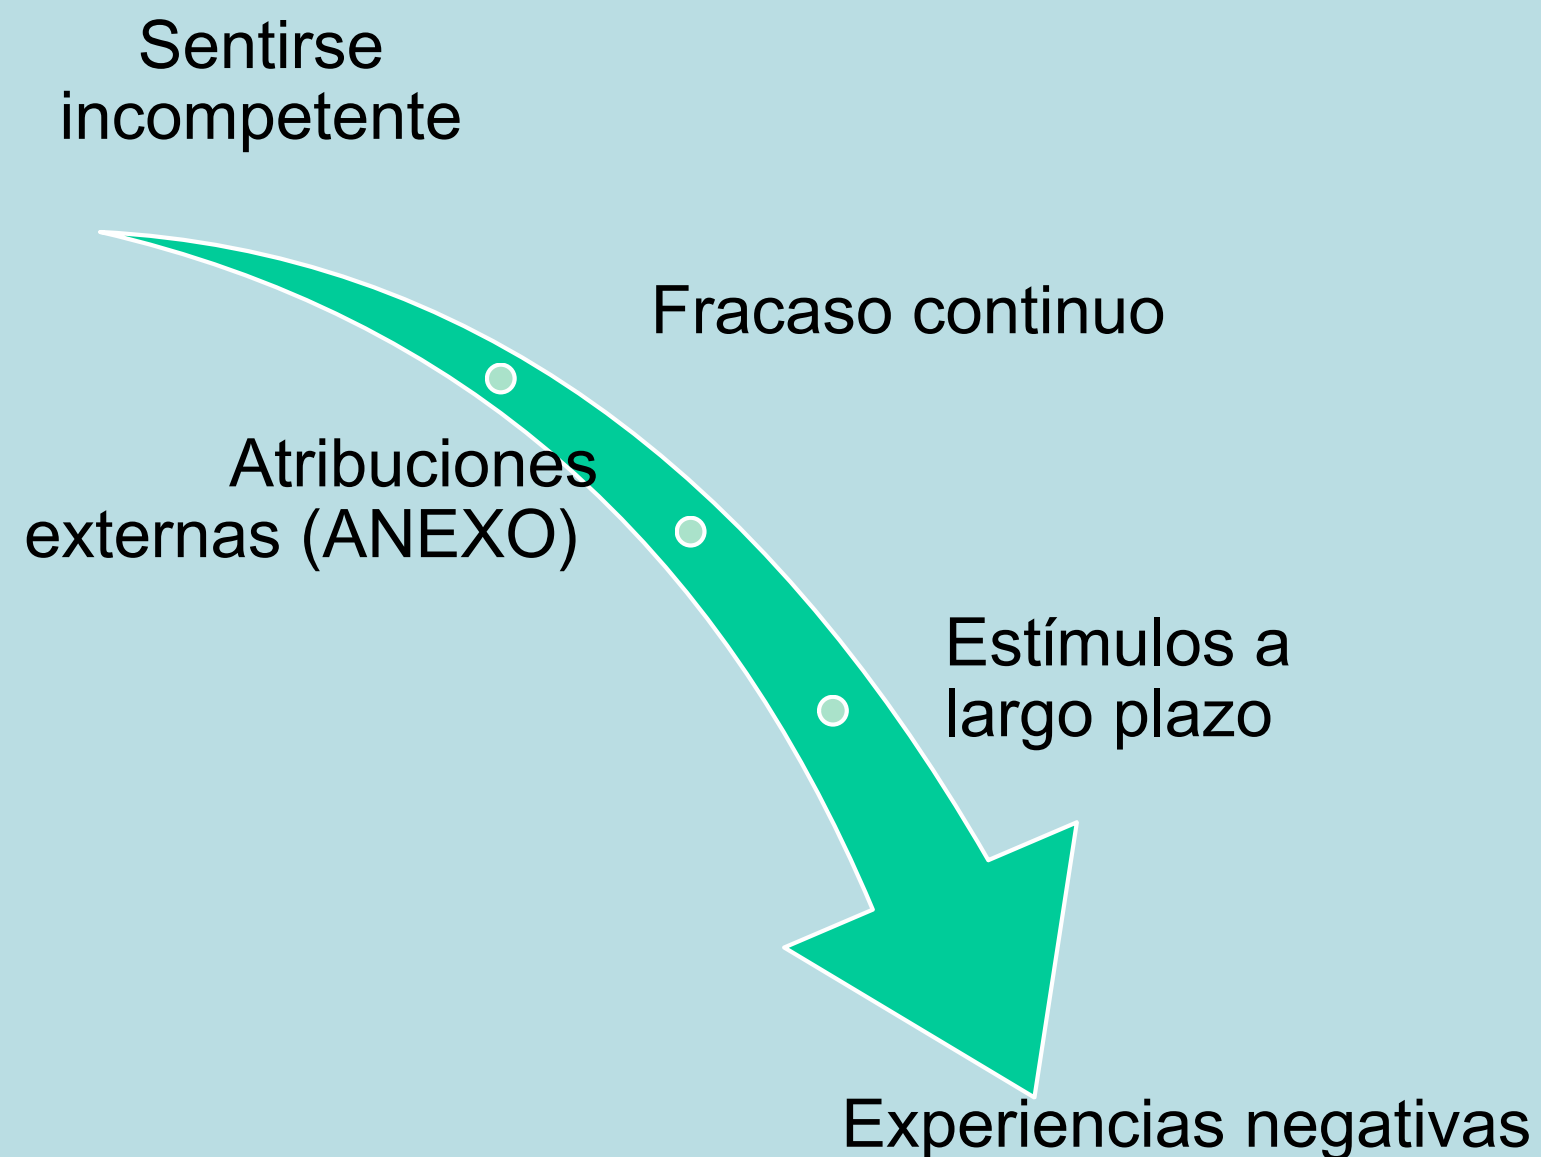 Sentirse
incompetente
Fracaso continuo
Atribuciones
externas (ANEXO)
Estímulos a
largo plazo
Experiencias negativas